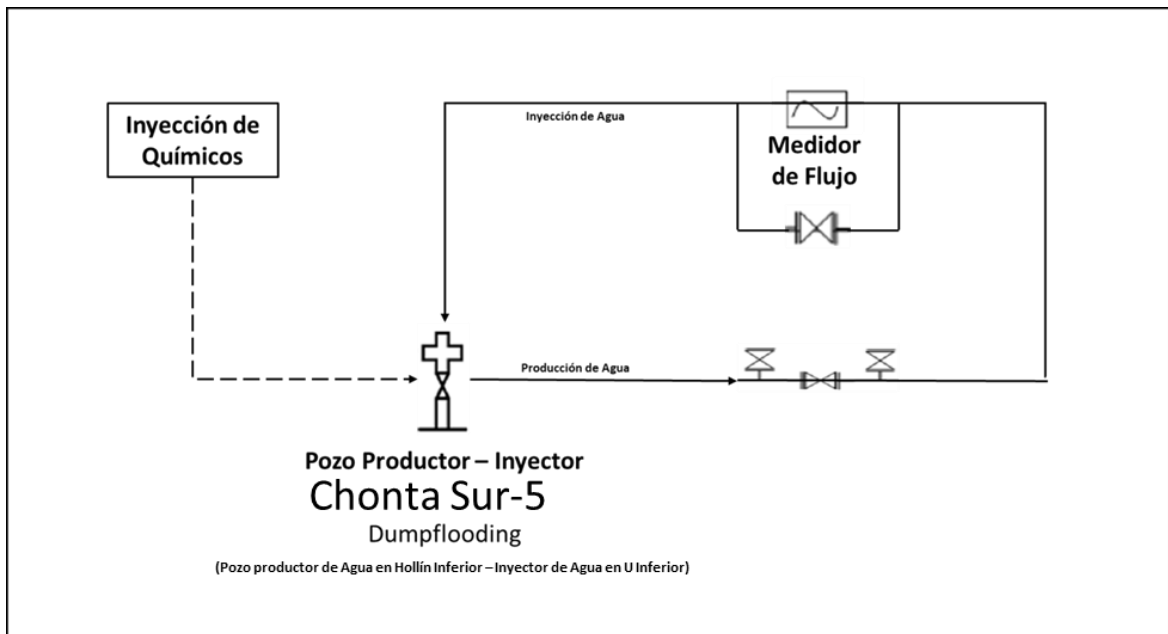 Inyección de Agua
Inyección de
Químicos
Medidor
de Flujo
Producción de Agua
Pozo Productor – Inyector
Chonta Sur-5
Dumpflooding
(Pozo productor de Agua en Hollín Inferior – Inyector de Agua en U Inferior)